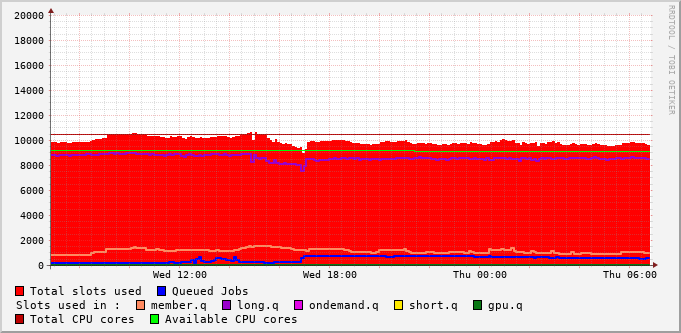 RRDTOOL / TOBI OETIKER
20000
18000
16000
14000
12000
10000
8000
6000
4000
2000
0
Wed 12:00 Wed 18:00 Thu 00:00 Thu 06:00
Total slots used Queued Jobs
Slots used in : member.q long.q ondemand.q short.q gpu.q
Total CPU cores Available CPU cores